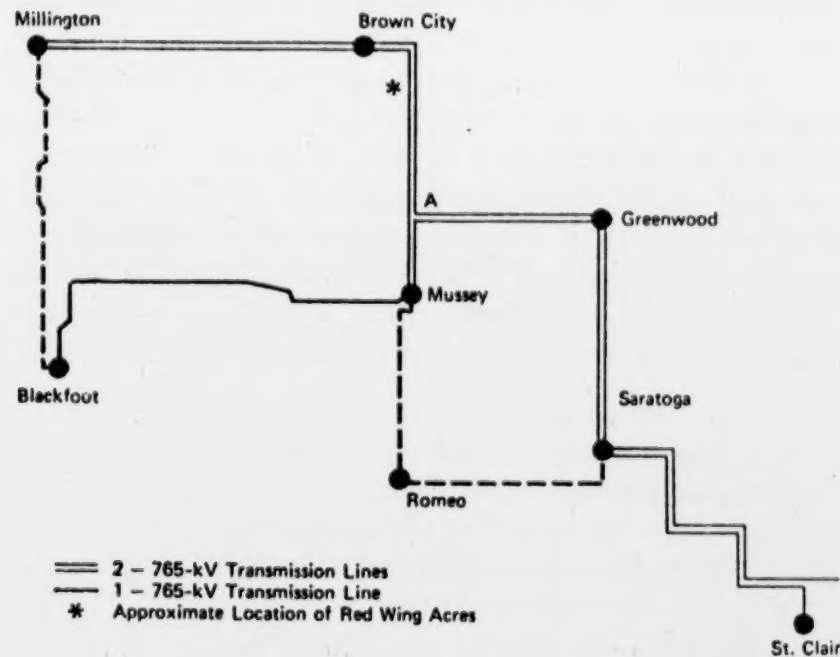 Millington
Brown City
*
A
Greenwood
Mussey
Blackfoot
Saratoga
Romeo
2 – 765-kV Transmission Lines
1 – 765-kV Transmission Line
* Approximate Location of Red Wing Acres
St. Clair